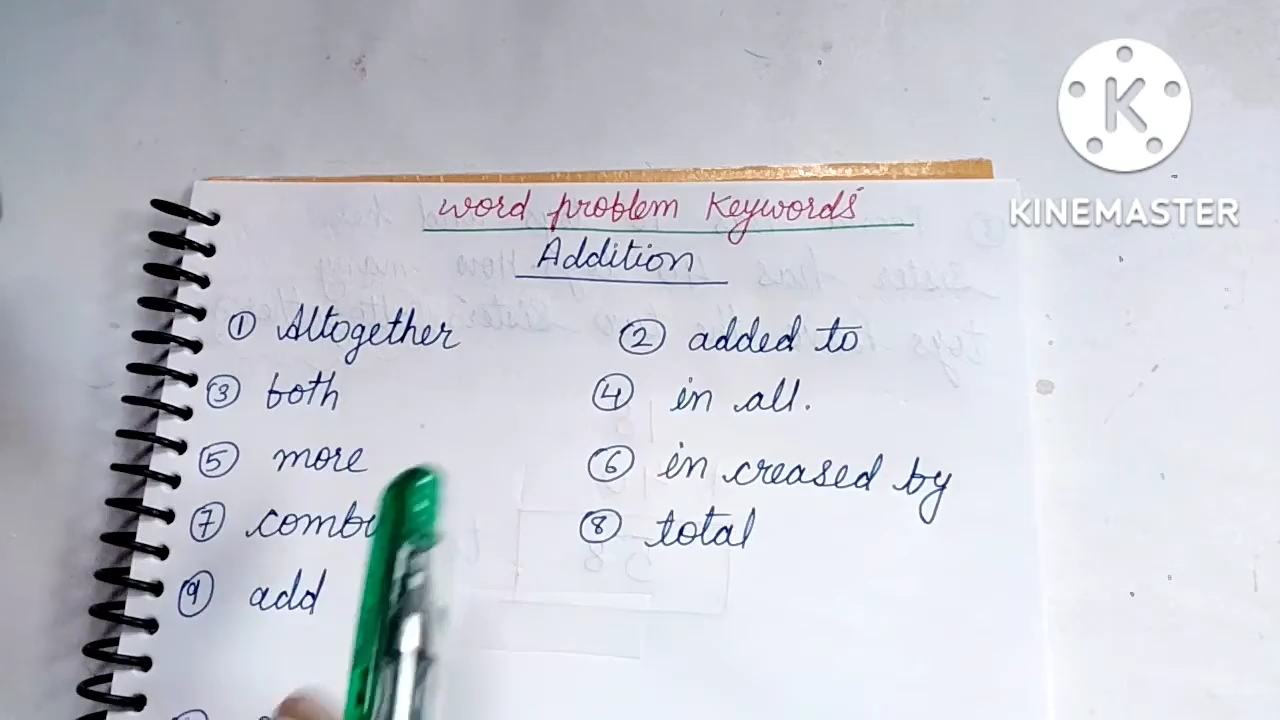 word problem Keywords
Addition
① Altogether ② added to
③ both ④ in all.
⑤ more ⑥ in creased by
⑦ ⑧ total
⑨ add
KINEMASTER